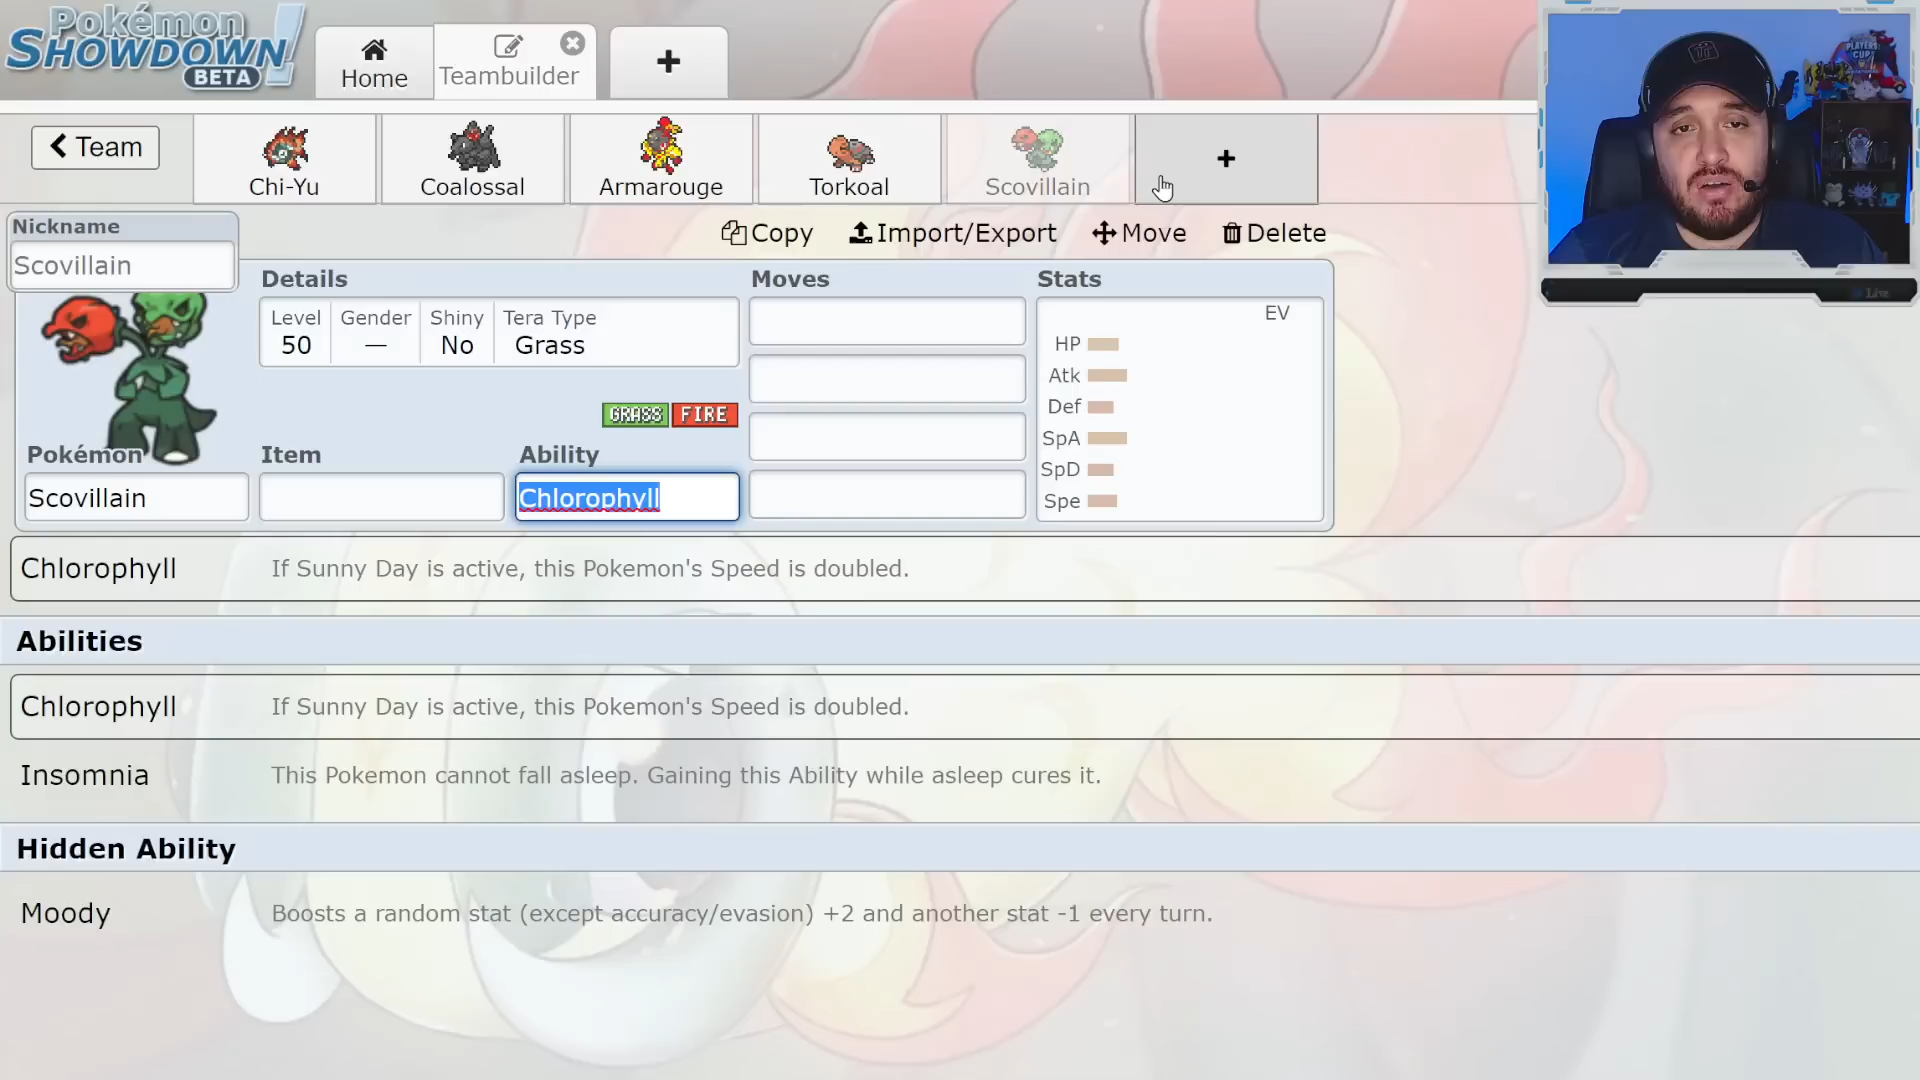 Pokémon
SHOWDOWN!
BETA
Home
Teambuilder
+
Team
Chi-Yu
Coalossal
Armarouge
Torkoal
Scovillain
+
Copy
Import/Export
Move
Delete
Nickname
Scovillain
Details
Moves
Stats
Level
Gender
Shiny
Tera Type
50
—
No
Grass
EV
HP
Atk
Def
SpA
SpD
Spe
GRASS
FIRE
Pokémon
Item
Ability
Scovillain
Chlorophyll
Chlorophyll
If Sunny Day is active, this Pokemon's Speed is doubled.
Abilities
Chlorophyll
If Sunny Day is active, this Pokemon's Speed is doubled.
Insomnia
This Pokemon cannot fall asleep. Gaining this Ability while asleep cures it.
Hidden Ability
Moody
Boosts a random stat (except accuracy/evasion) +2 and another stat -1 every turn.
PLAYERS
CUP
Live